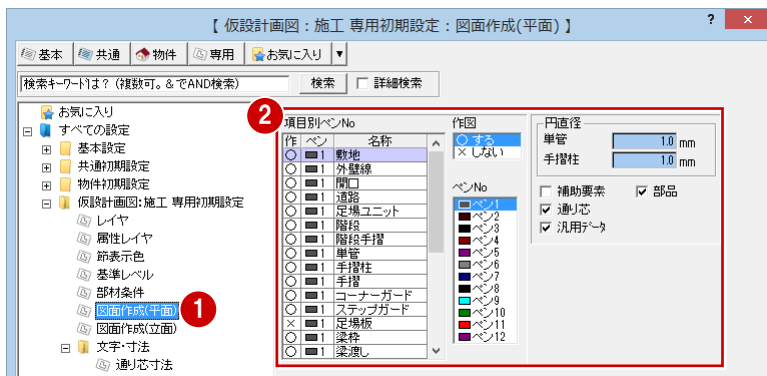 【 仮設計画図：施工 専用初期設定：図面作成(平面) 】
? ×
基本 共通 物件 専用 お気に入り ▼
検索キーワードは？ (複数可。& でAND検索) 検索 詳細検索
お気に入り
すべての設定
基本設定
共通初期設定
物件初期設定
仮設計画図:施工 専用初期設定
レイヤ
属性レイヤ
節表示色
基準レベル
部材条件
図面作成(平面)
図面作成(立面)
文字・寸法
通り芯寸法
1
2
項目別ペンNo
作 ペン 名称
○ 1 敷地
○ 1 外壁線
○ 1 開口
○ 1 道路
○ 1 足場ユニット
○ 1 階段
○ 1 階段手摺
○ 1 単管
○ 1 手摺柱
○ 1 手摺
○ 1 コーナーガード
○ 1 ステップガード
× 1 足場板
○ 1 梁枠
○ 1 梁渡し
作図
○ する
× しない
ペンNo
ペン1
ペン2
ペン3
ペン4
ペン5
ペン6
ペン7
ペン8
ペン9
ペン10
ペン11
ペン12
円直径
単管 1.0 mm
手摺柱 1.0 mm
補助要素 部品
通り芯
汎用データ